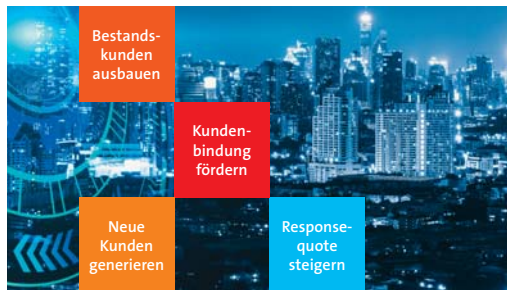 Bestands-
kunden
ausbauen
Kunden-
bindung
fördern
Neue
Kunden
generieren
Response-
quote
steigern